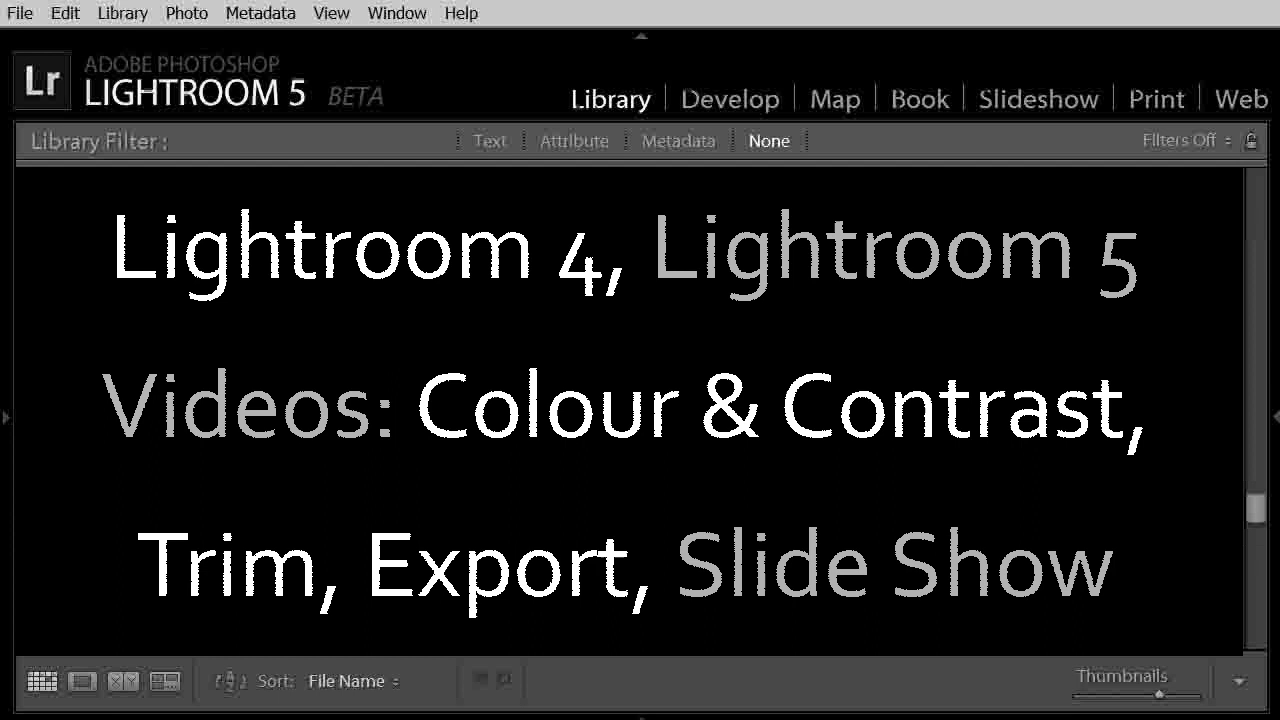 File Edit Library Photo Metadata View Window Help
Lr ADOBE PHOTOSHOP
LIGHTROOM 5 BETA
Library Develop Map Book Slideshow Print Web
Library Filter : Text Attribute Metadata None Filters Off
Lightroom 4, Lightroom 5
Videos: Colour & Contrast,
Trim, Export, Slide Show
Sort: File Name Thumbnails